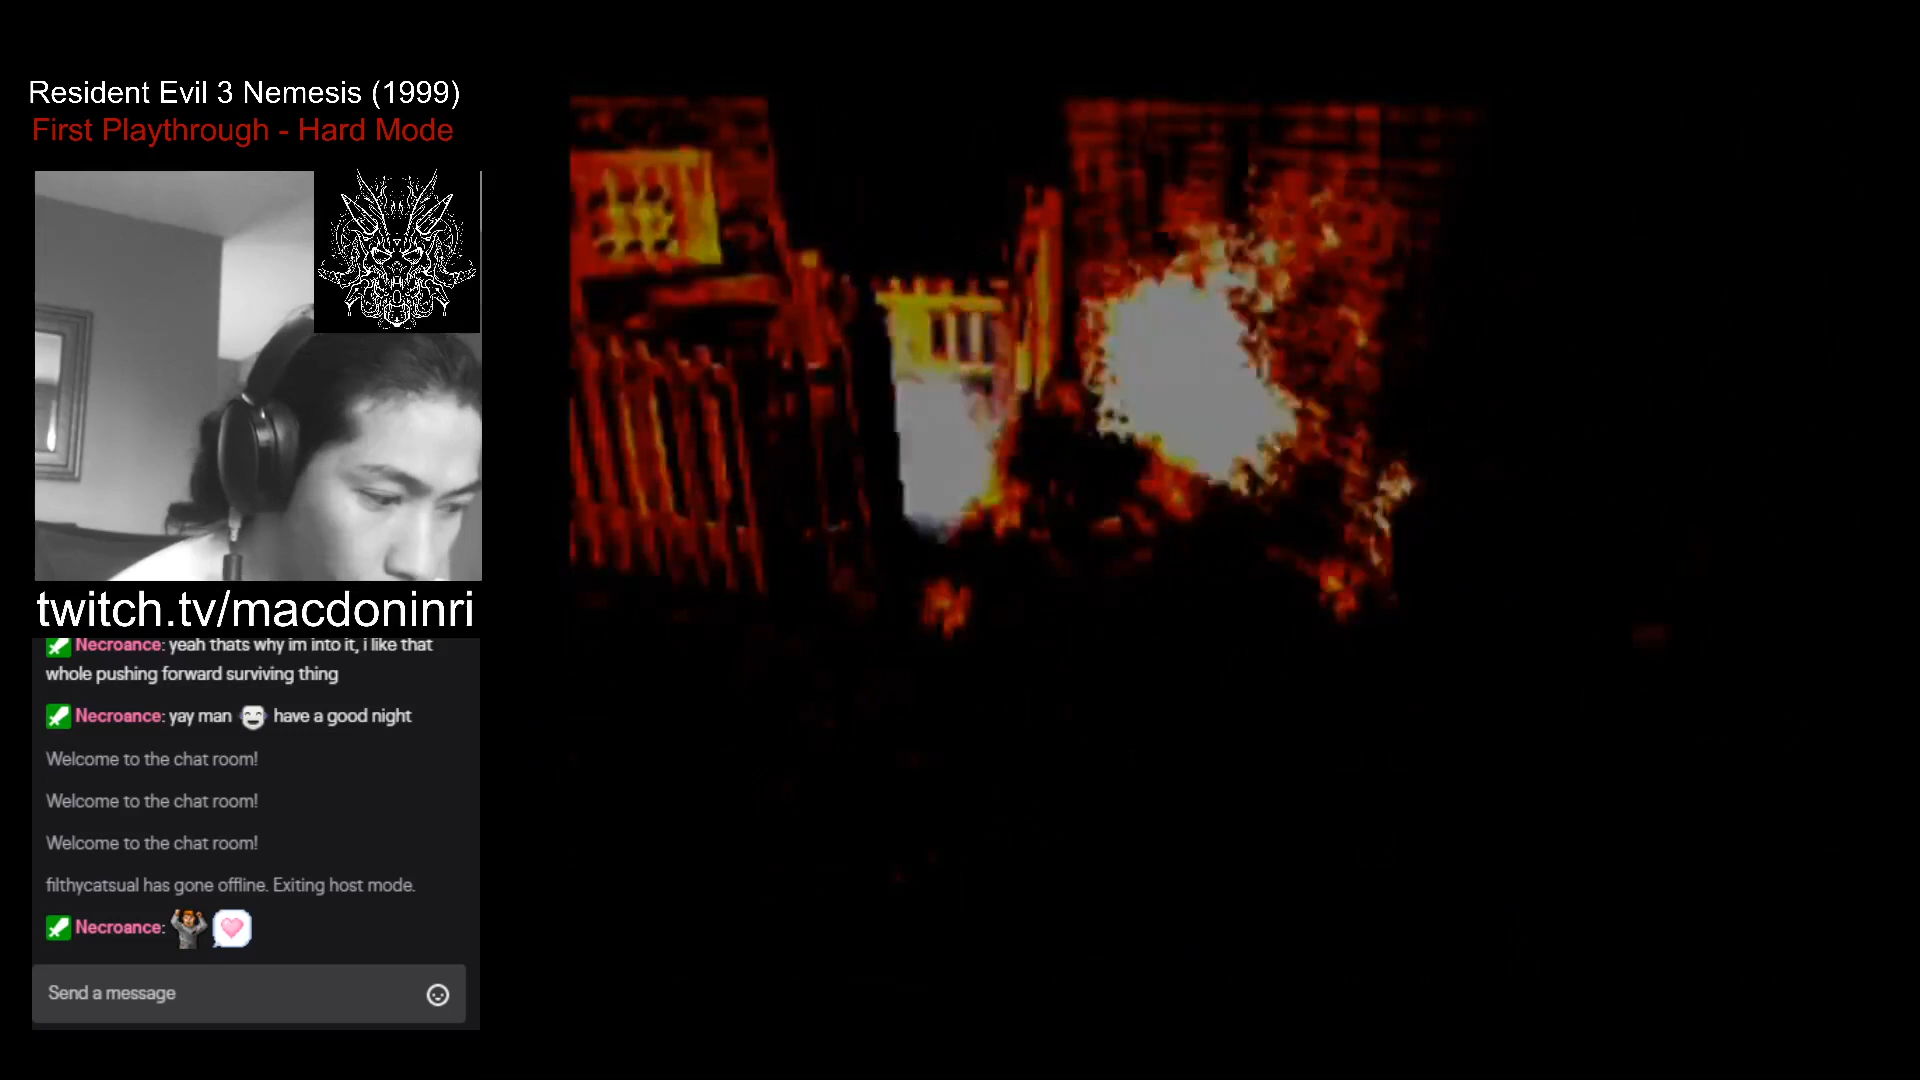 Resident Evil 3 Nemesis (1999)
First Playthrough - Hard Mode
twitch.tv/macdoninri
Necroance: yeah thats why im into it, i like that
whole pushing forward surviving thing
Necroance: yay man have a good night
Welcome to the chat room!
Welcome to the chat room!
Welcome to the chat room!
filthycatsual has gone offline. Exiting host mode.
Necroance:
Send a message